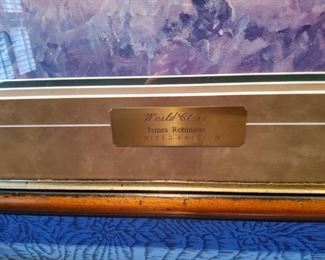 World Class
James Robinson
LIMITED EDITION